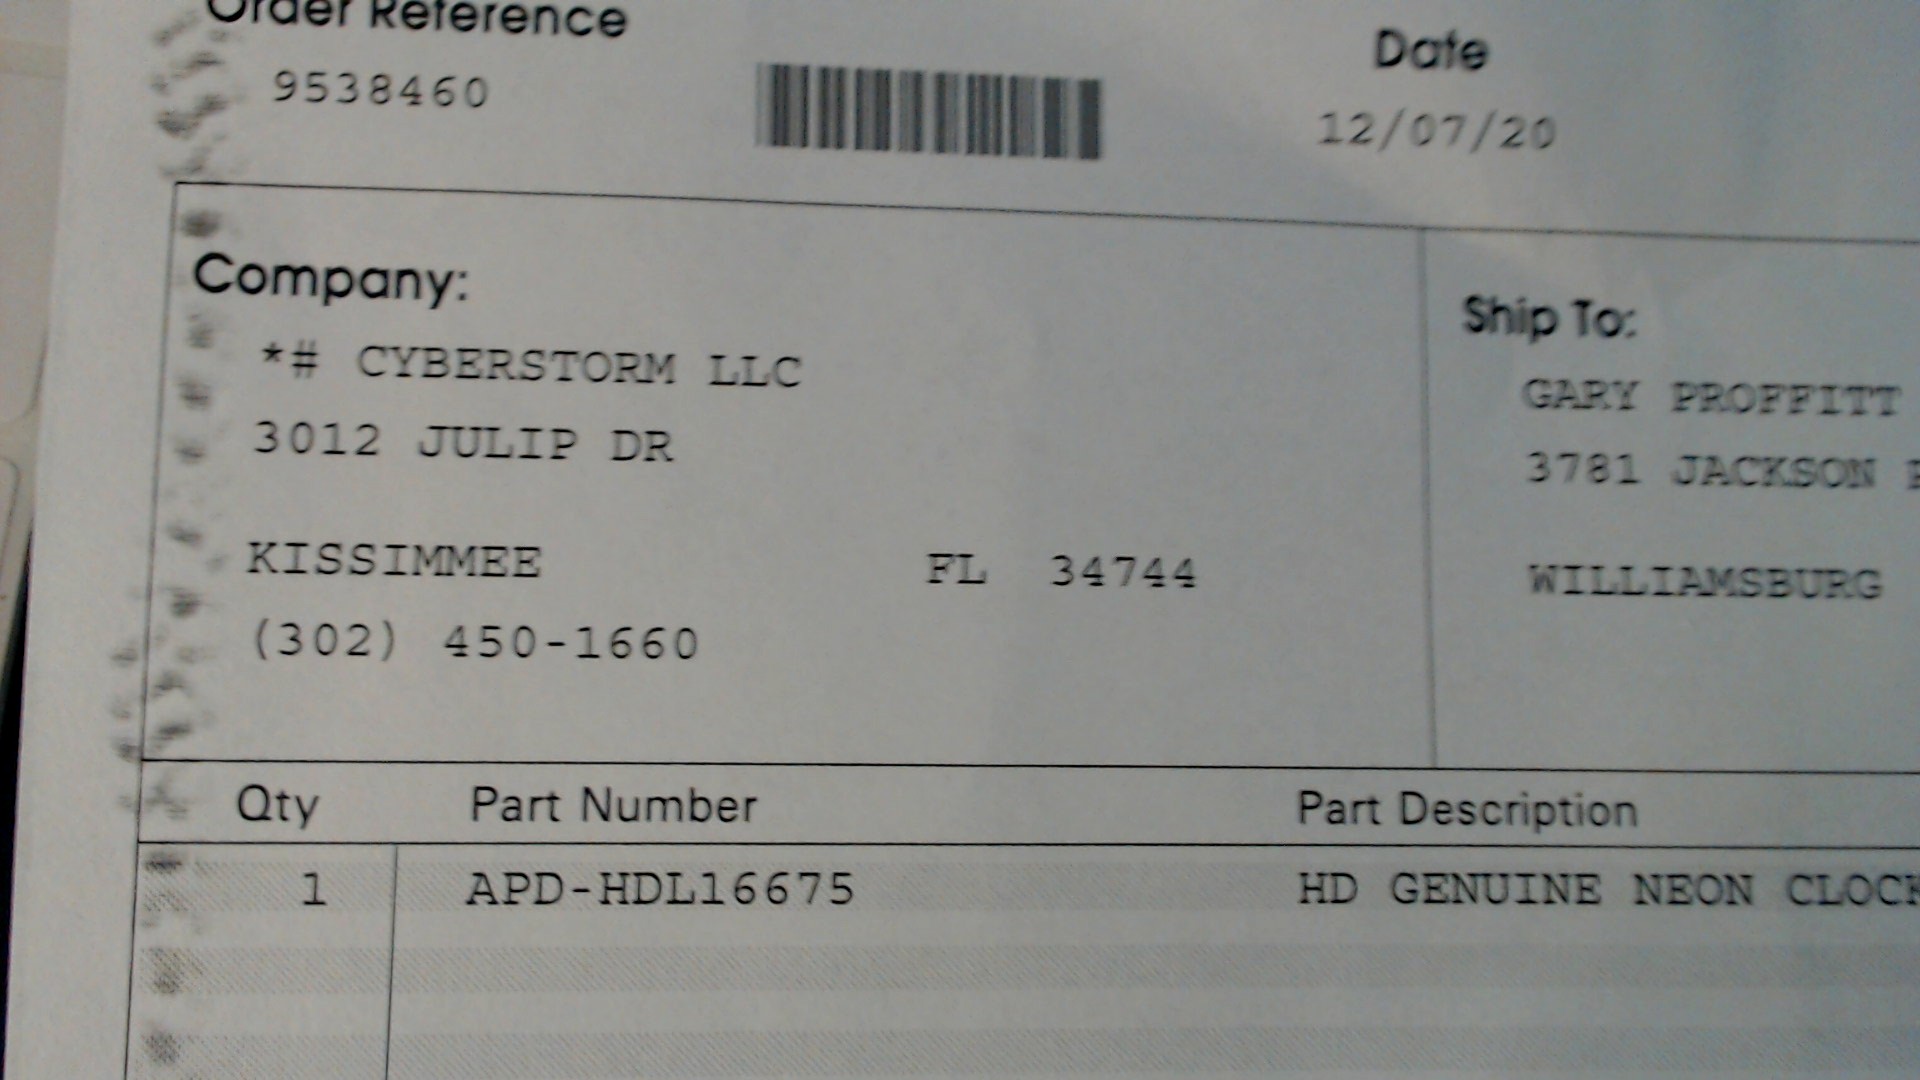 Order Reference
Date
9538460
12/07/20
Company:
Ship To:
*# CYBERSTORM LLC
GARY PROFFITT
3012 JULIP DR
3781 JACKSON
KISSIMMEE FL 34744
WILLIAMSBURG
(302) 450-1660
Qty Part Number Part Description
1 APD-HDL16675 HD GENUINE NEON CLOCK